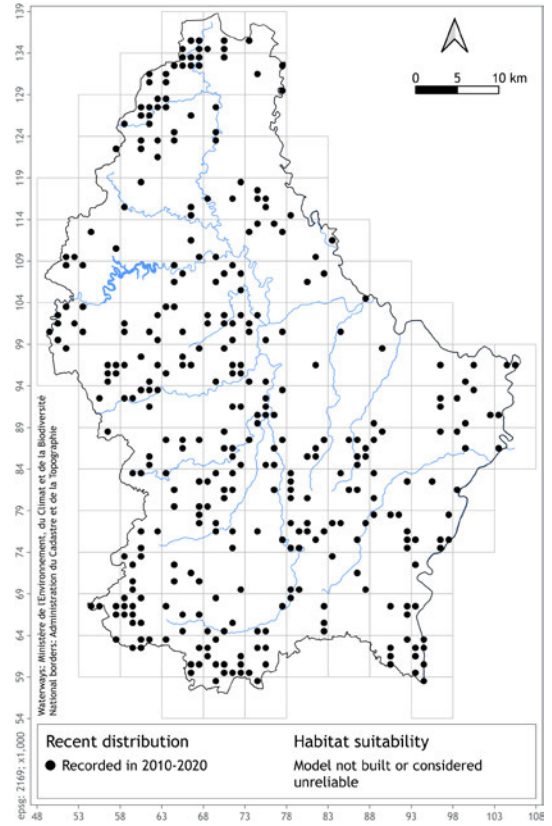 139
134
129
124
119
114
109
104
99
94
89
84
79
74
69
64
59
54
0 5 10 km
Waterways: Ministère de l'Environnement, du Climat et de la Biodiversité
National borders: Administration du Cadastre et de la Topographie
Recent distribution
Recorded in 2010-2020
Habitat suitability
Model not built or considered
unreliable
epsg: 2169; x1,000
48 53 58 63 68 73 78 83 88 93 98 103 108